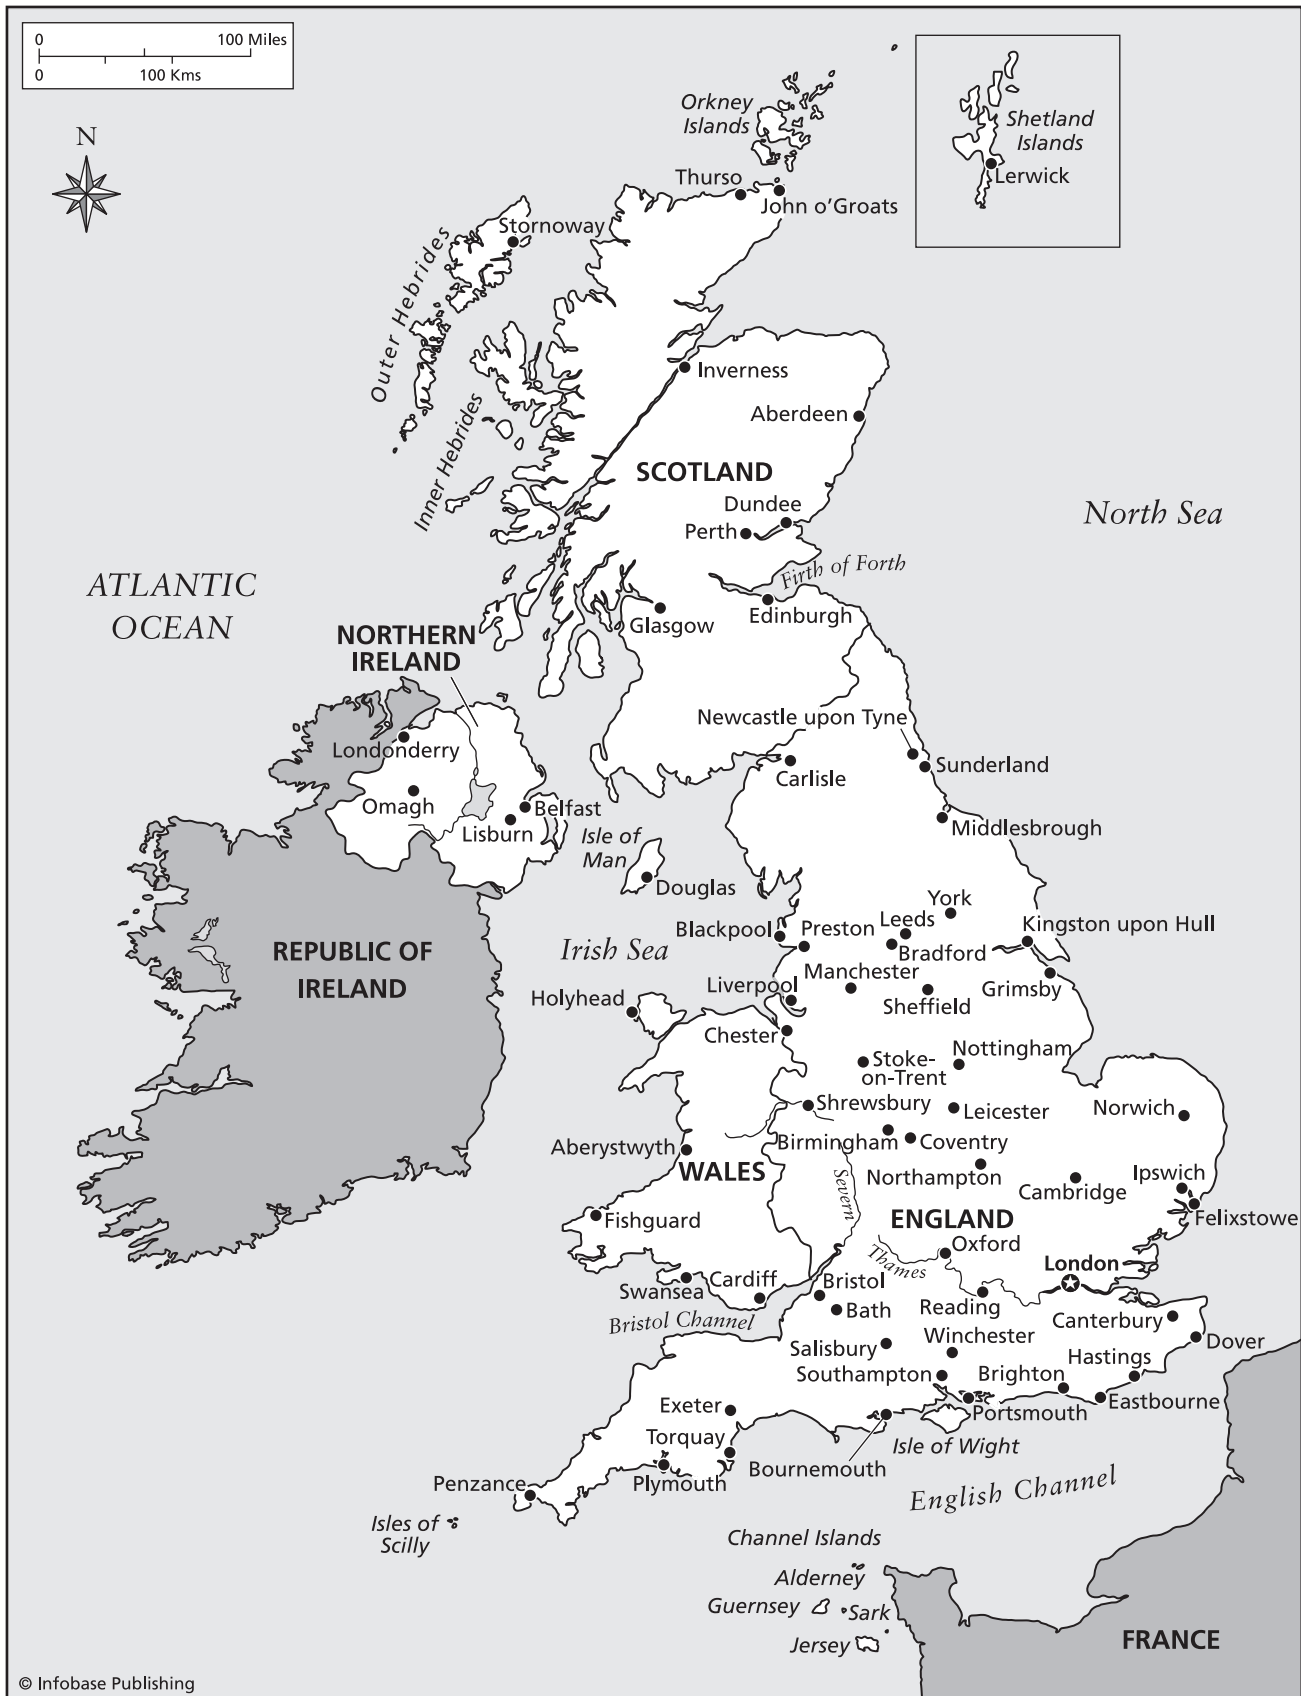 0 100 Miles
0 100 Kms
N
Orkney
Islands
Shetland
Islands
Lerwick
Thurso
John o'Groats
Stornoway
Outer Hebrides
Inverness
Aberdeen
Inner Hebrides
SCOTLAND
Dundee
Perth
North Sea
Firth of Forth
ATLANTIC
OCEAN
Edinburgh
Glasgow
NORTHERN
IRELAND
Newcastle upon Tyne
Londonderry
Carlisle
Sunderland
Omagh
Belfast
Lisburn
Middlesbrough
Isle of
Man
Douglas
York
Blackpool
Preston
Leeds
Kingston upon Hull
Bradford
REPUBLIC OF
IRELAND
Irish Sea
Manchester
Liverpool
Grimsby
Holyhead
Sheffield
Chester
Nottingham
Stoke-
on-Trent
Shrewsbury
Leicester
Norwich
Birmingham
Coventry
Aberystwyth
WALES
Northampton
Ipswich
Cambridge
Severn
Fishguard
ENGLAND
Felixstowe
Oxford
Thames
London
Swansea
Cardiff
Bristol
Reading
Bath
Canterbury
Bristol Channel
Winchester
Salisbury
Dover
Hastings
Southampton
Brighton
Exeter
Portsmouth
Eastbourne
Torquay
Isle of Wight
Bournemouth
Penzance
Plymouth
English Channel
Isles of
Scilly
Channel Islands
Alderney
Guernsey
Sark
Jersey
FRANCE
© Infobase Publishing